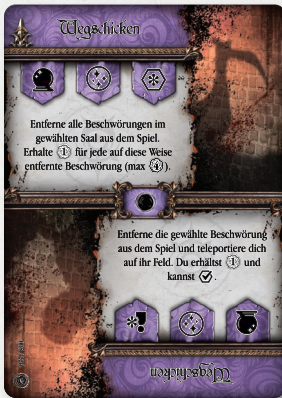 Wegschicken
Entferne alle Beschwörungen im
gewählten Saal aus dem Spiel.
Erhalte 1 für jede auf diese Weise
entfernte Beschwörung (max 4).
Entferne die gewählte Beschwörung
aus dem Spiel und teleportiere dich
auf ihr Feld. Du erhältst 1 und
kannst
.
Wegschicken